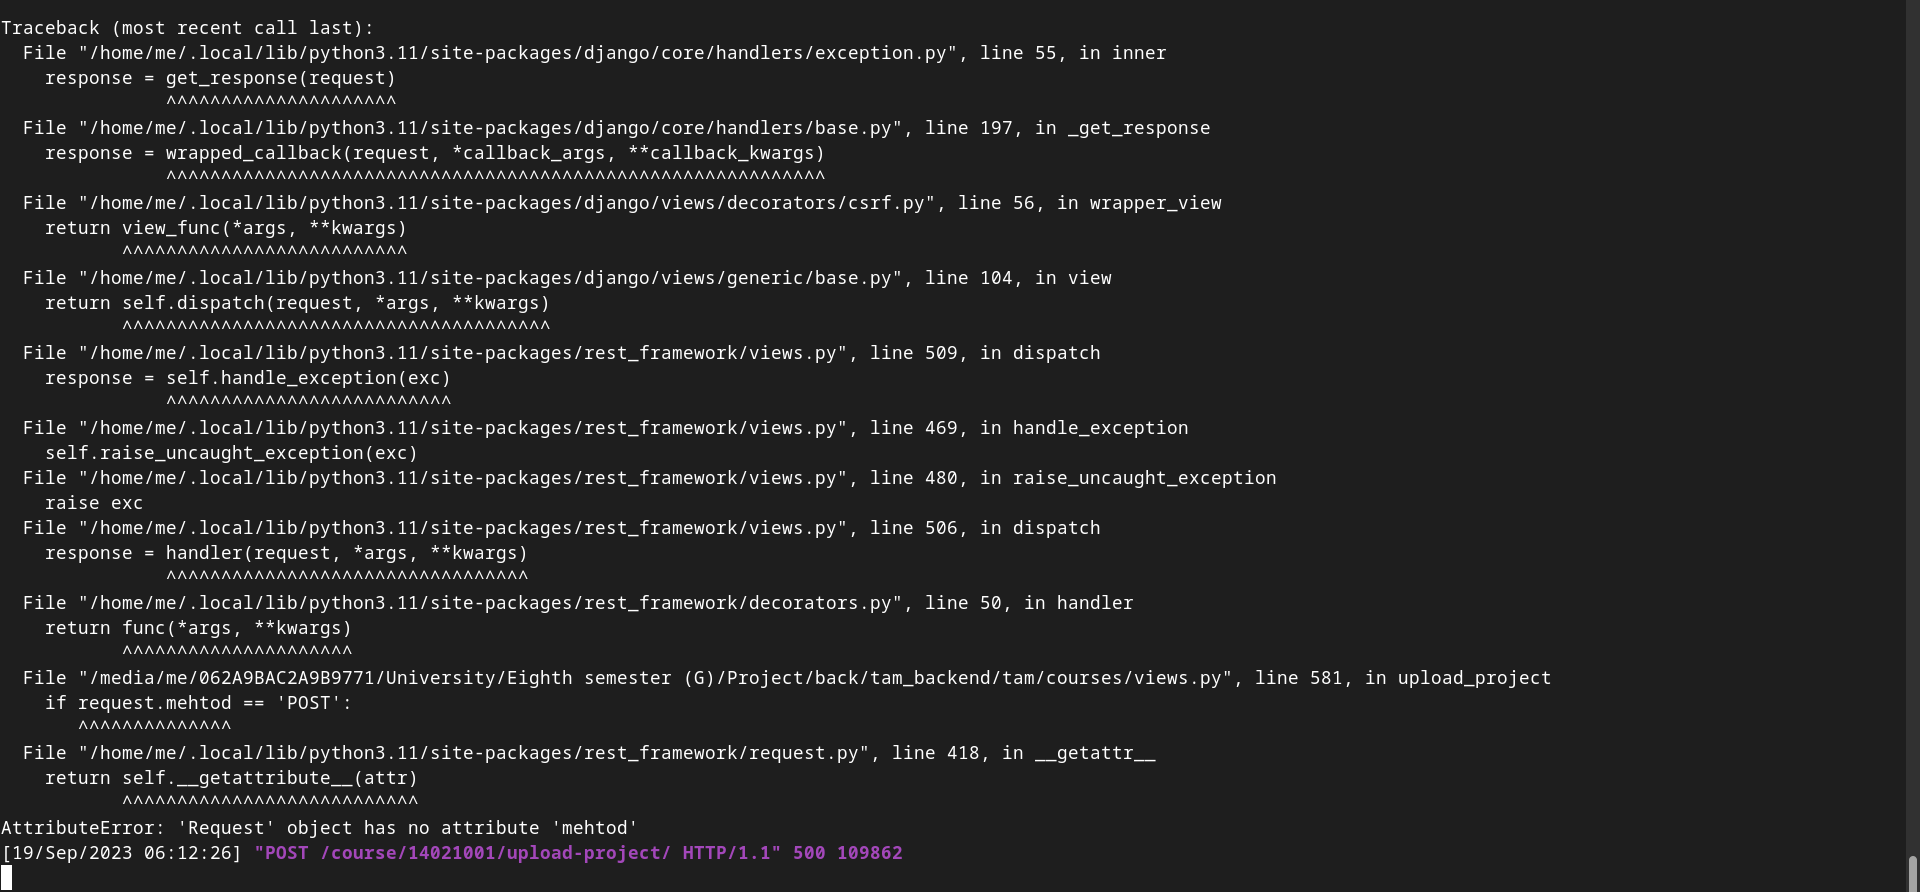 Traceback (most recent call last):
  File "/home/me/.local/lib/python3.11/site-packages/django/core/handlers/exception.py", line 55, in inner
    response = get_response(request)
               ^^^^^^^^^^^^^^^^^^^^^
  File "/home/me/.local/lib/python3.11/site-packages/django/core/handlers/base.py", line 197, in _get_response
    response = wrapped_callback(request, *callback_args, **callback_kwargs)
               ^^^^^^^^^^^^^^^^^^^^^^^^^^^^^^^^^^^^^^^^^^^^^^^^^^^^^^^^^^^^
  File "/home/me/.local/lib/python3.11/site-packages/django/views/decorators/csrf.py", line 56, in wrapper_view
    return view_func(*args, **kwargs)
           ^^^^^^^^^^^^^^^^^^^^^^^^^^
  File "/home/me/.local/lib/python3.11/site-packages/django/views/generic/base.py", line 104, in view
    return self.dispatch(request, *args, **kwargs)
           ^^^^^^^^^^^^^^^^^^^^^^^^^^^^^^^^^^^^^^^
  File "/home/me/.local/lib/python3.11/site-packages/rest_framework/views.py", line 509, in dispatch
    response = self.handle_exception(exc)
               ^^^^^^^^^^^^^^^^^^^^^^^^^^
  File "/home/me/.local/lib/python3.11/site-packages/rest_framework/views.py", line 469, in handle_exception
    self.raise_uncaught_exception(exc)
  File "/home/me/.local/lib/python3.11/site-packages/rest_framework/views.py", line 480, in raise_uncaught_exception
    raise exc
  File "/home/me/.local/lib/python3.11/site-packages/rest_framework/views.py", line 506, in dispatch
    response = handler(request, *args, **kwargs)
               ^^^^^^^^^^^^^^^^^^^^^^^^^^^^^^^^^
  File "/home/me/.local/lib/python3.11/site-packages/rest_framework/decorators.py", line 50, in handler
    return func(*args, **kwargs)
           ^^^^^^^^^^^^^^^^^^^^^
  File "/media/me/062A9BAC2A9B9771/University/Eighth semester (G)/Project/back/tam_backend/tam/courses/views.py", line 581, in upload_project
    if request.mehtod == 'POST':
       ^^^^^^^^^^^^^^
  File "/home/me/.local/lib/python3.11/site-packages/rest_framework/request.py", line 418, in __getattr__
    return self.__getattribute__(attr)
           ^^^^^^^^^^^^^^^^^^^^^^^^^^^
AttributeError: 'Request' object has no attribute 'mehtod'
[19/Sep/2023 06:12:26] "POST /course/14021001/upload-project/ HTTP/1.1" 500 109862